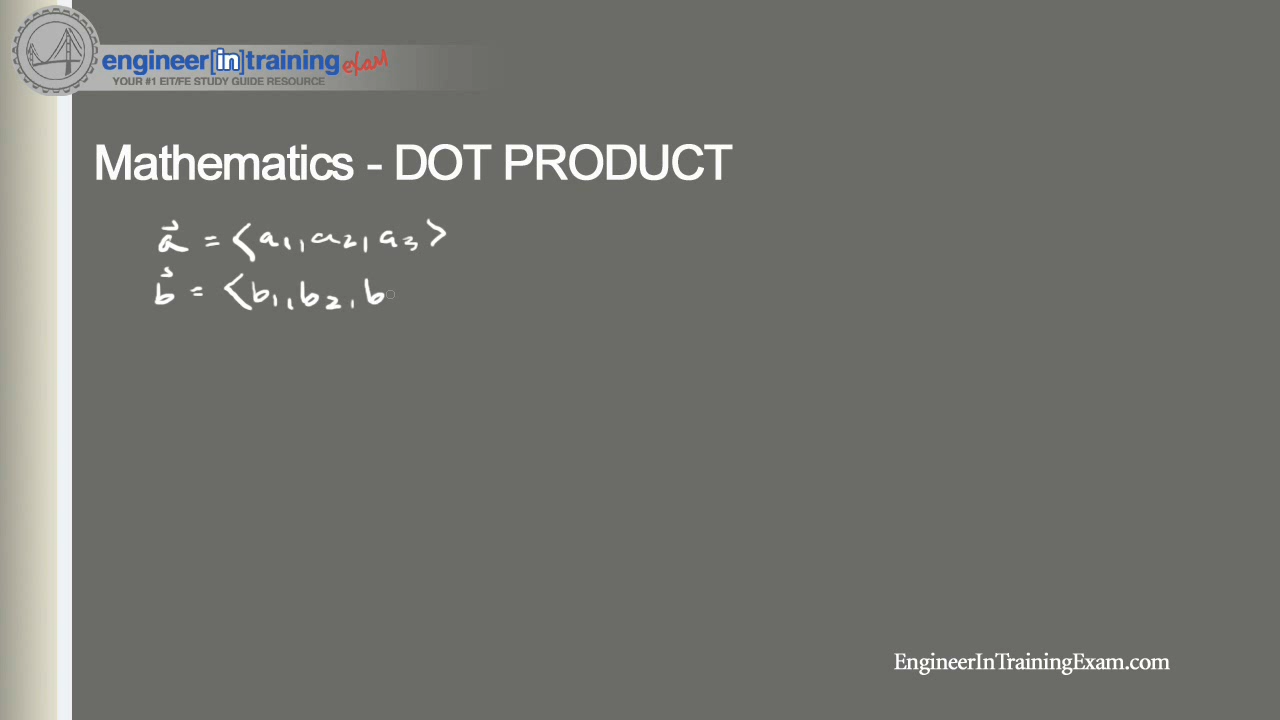 engineer[in]training exam
YOUR #1 EIT/FE STUDY GUIDE RESOURCE
Mathematics - DOT PRODUCT
a⃗ = <a₁, a₂, a₃>
b⃗ = <b₁, b₂, b
EngineerInTrainingExam.com